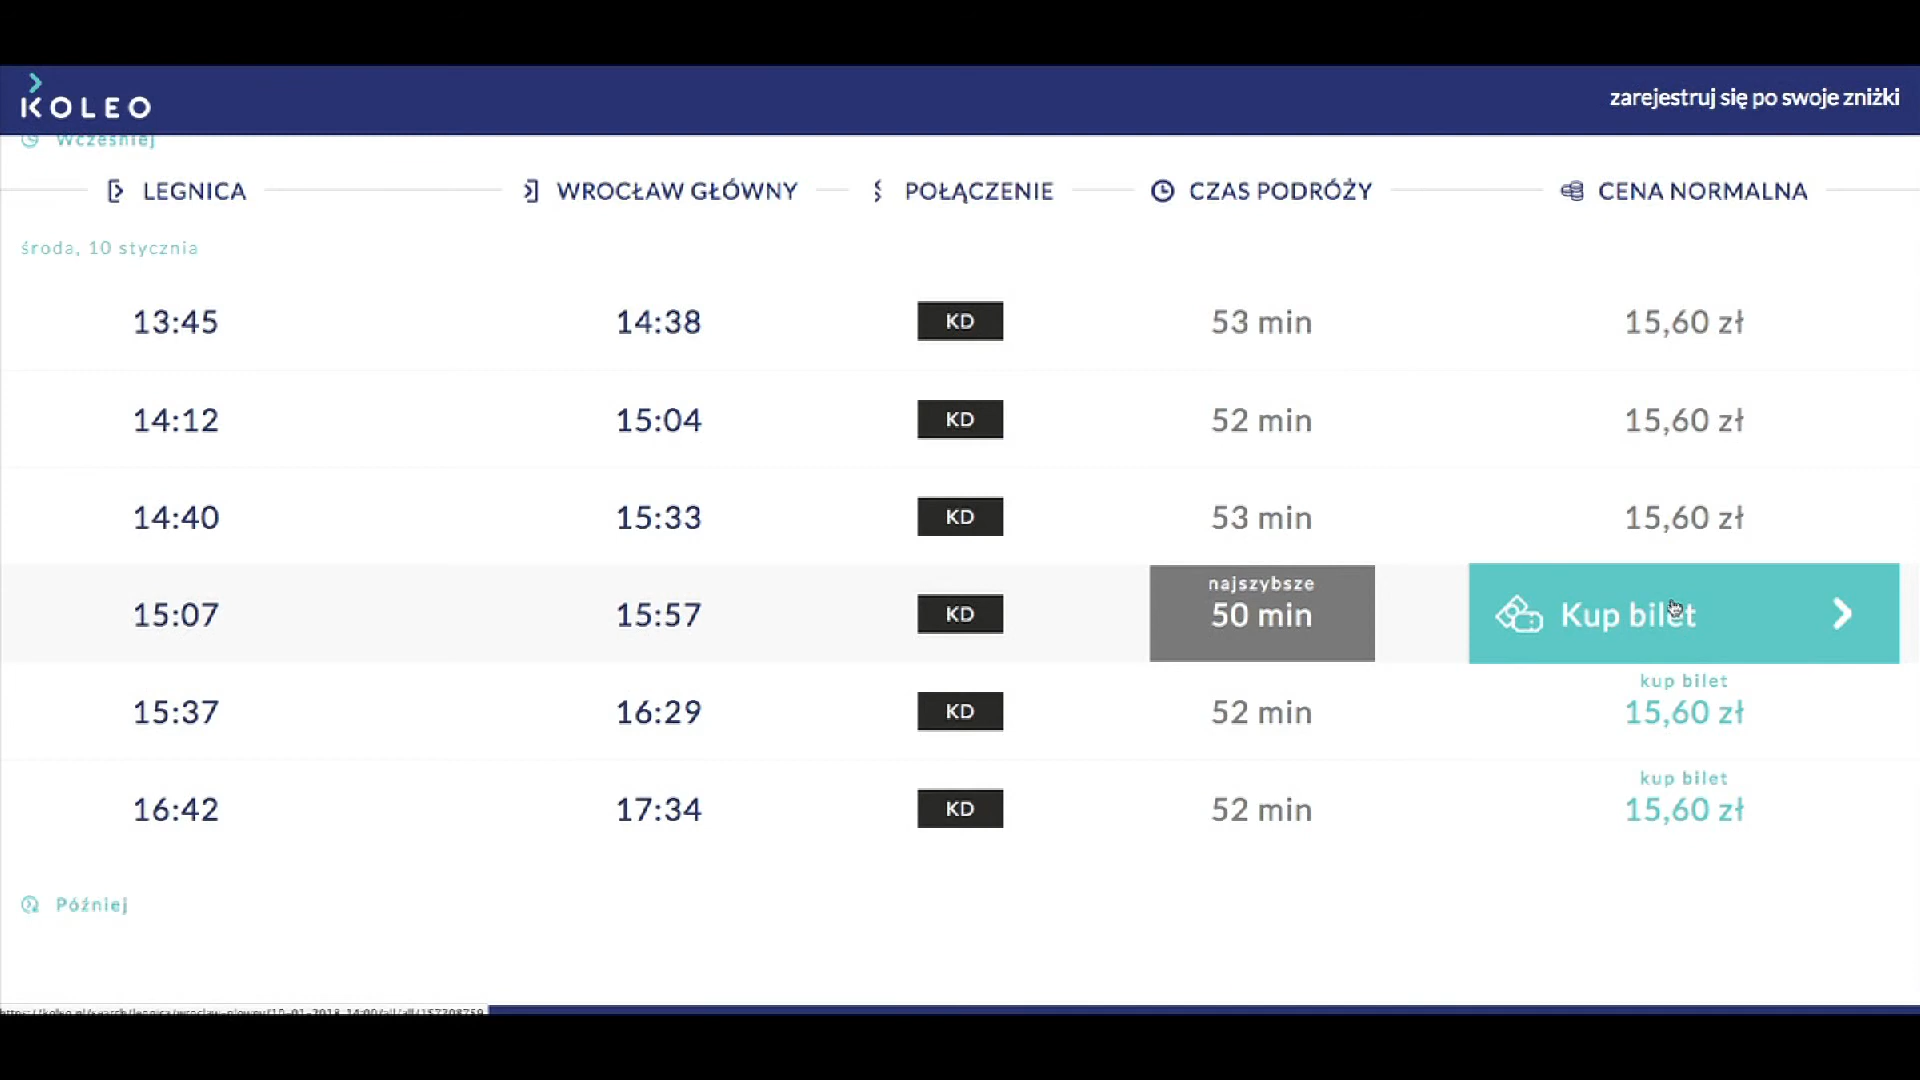 KOLEO
zarejestruj się po swoje zniżki
Wcześniej
LEGNICA WROCŁAW GŁÓWNY POŁĄCZENIE CZAS PODRÓŻY CENA NORMALNA
środa, 10 stycznia
13:45 14:38 KD 53 min 15,60 zł
14:12 15:04 KD 52 min 15,60 zł
14:40 15:33 KD 53 min 15,60 zł
najszybsze
15:07 15:57 KD 50 min Kup bilet
kup bilet
15:37 16:29 KD 52 min 15,60 zł
kup bilet
16:42 17:34 KD 52 min 15,60 zł
Później